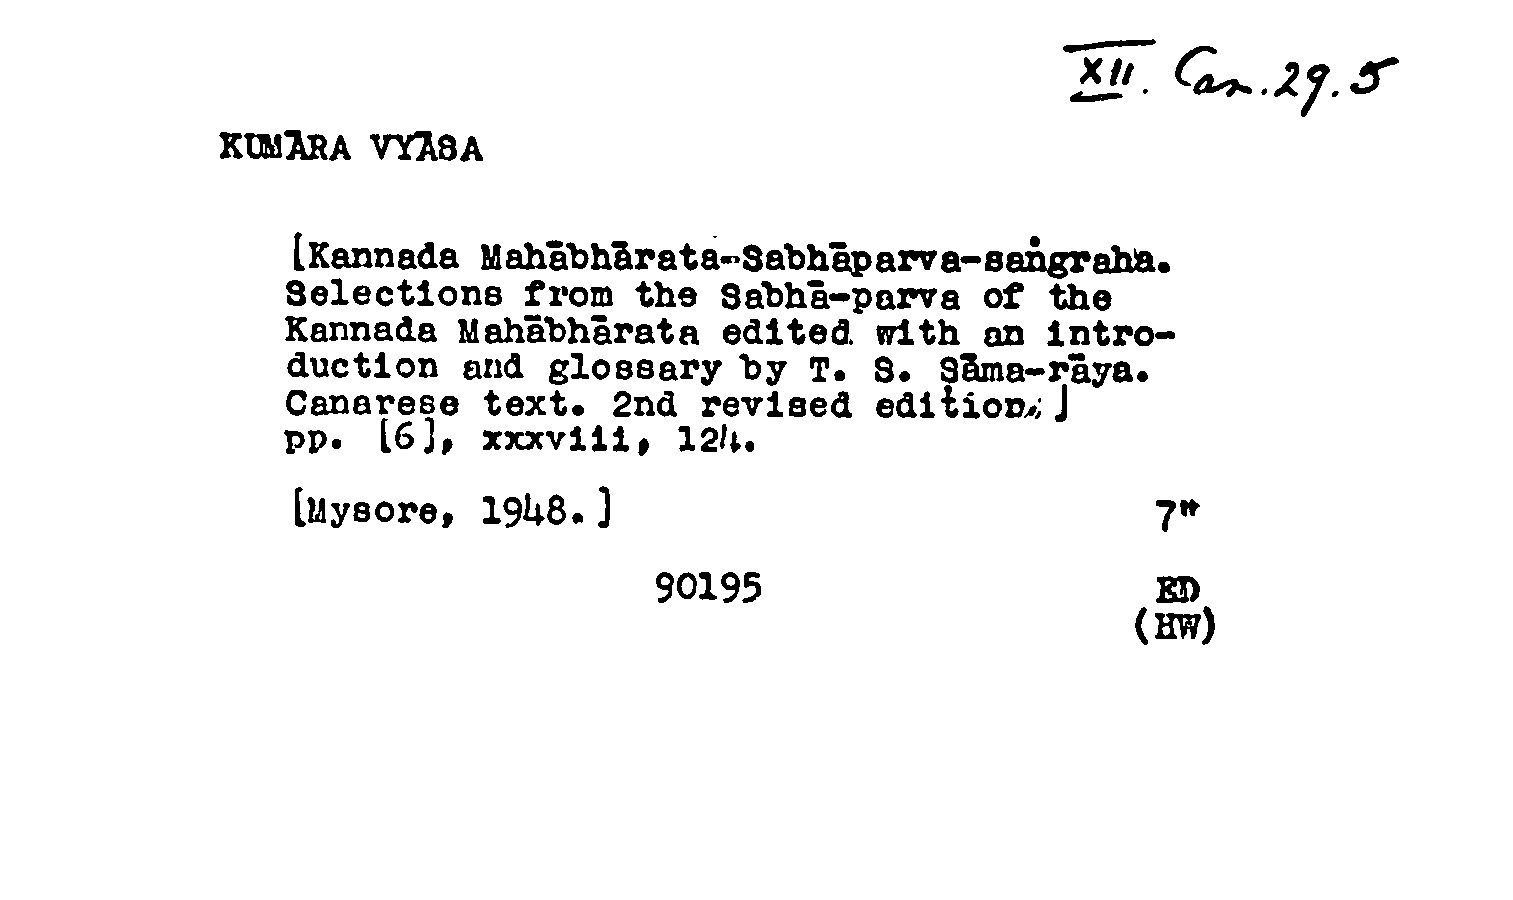 XII. Can. 29. 5
KUMĀRA VYĀSA
[Kannada Mahābhārata-Sabhāparva-saṅgraha.
Selections from the Sabhā-parva of the
Kannada Mahābhārata edited with an intro-
duction and glossary by T. S. Sāma-rāya.
Canarese text. 2nd revised edition.]
pp. [6], xxxviii, 124.
[Mysore, 1948.]
7"
90195
ED
(HW)